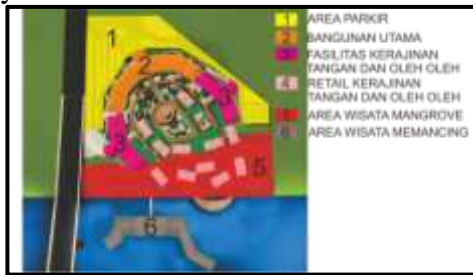 1 AREA PARKIR
2 BANGUNAN UTAMA
3 FASILITAS KERAJINAN
TANGAN DAN OLEH OLEH
4 RETAIL KERAJINAN
TANGAN DAN OLEH OLEH
5 AREA WISATA MANGROVE
6 AREA WISATA MEMANCING
1
2
3
3
5
6